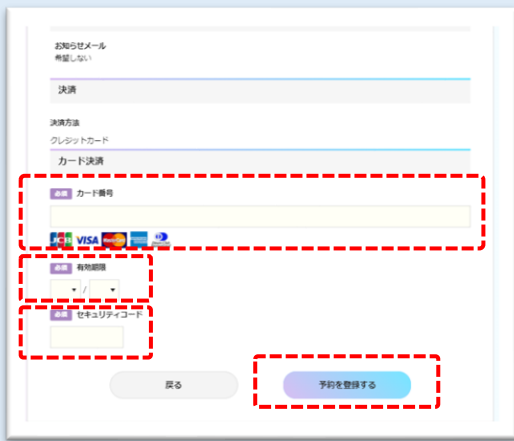 お知らせメール
希望しない
決済
決済方法
クレジットカード
カード決済
必須 カード番号
JCB VISA
必須 有効期限
/
必須 セキュリティコード
戻る 予約を登録する